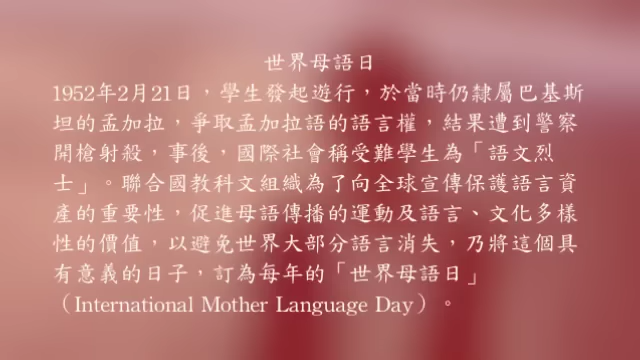 世界母語日
1952年2月21日，學生發起遊行，於當時仍隸屬巴基斯
坦的孟加拉，爭取孟加拉語的語言權，結果遭到警察
開槍射殺，事後，國際社會稱受難學生為「語文烈
士」。聯合國教科文組織為了向全球宣傳保護語言資
產的重要性，促進母語傳播的運動及語言、文化多樣
性的價值，以避免世界大部分語言消失，乃將這個具
有意義的日子，訂為每年的「世界母語日」
（International Mother Language Day）。